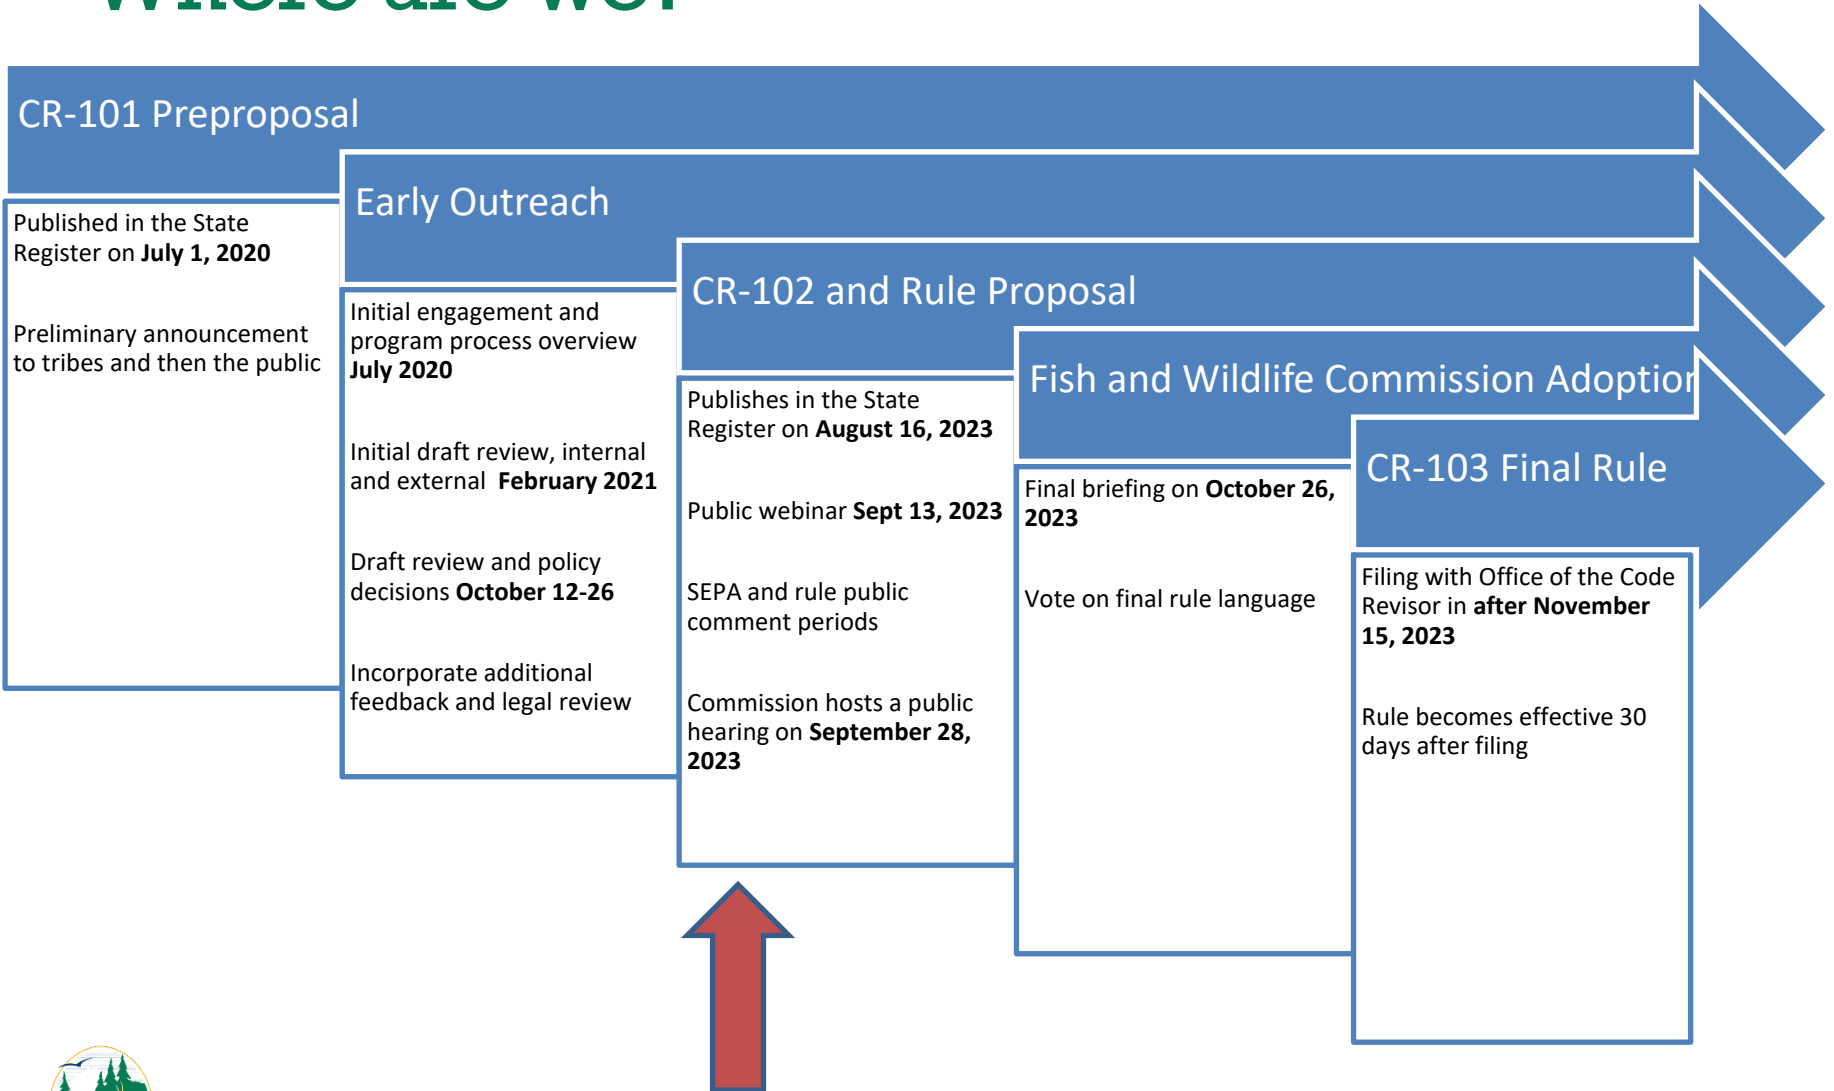 Where are we?
CR-101 Preproposal
Published in the State
Register on July 1, 2020
Preliminary announcement
to tribes and then the public
Early Outreach
Initial engagement and
program process overview
July 2020
Initial draft review, internal
and external February 2021
Draft review and policy
decisions October 12-26
Incorporate additional
feedback and legal review
CR-102 and Rule Proposal
Publishes in the State
Register on August 16, 2023
Public webinar Sept 13, 2023
SEPA and rule public
comment periods
Commission hosts a public
hearing on September 28,
2023
Fish and Wildlife Commission Adoption
Final briefing on October 26,
2023
Vote on final rule language
CR-103 Final Rule
Filing with Office of the Code
Revisor in after November
15, 2023
Rule becomes effective 30
days after filing